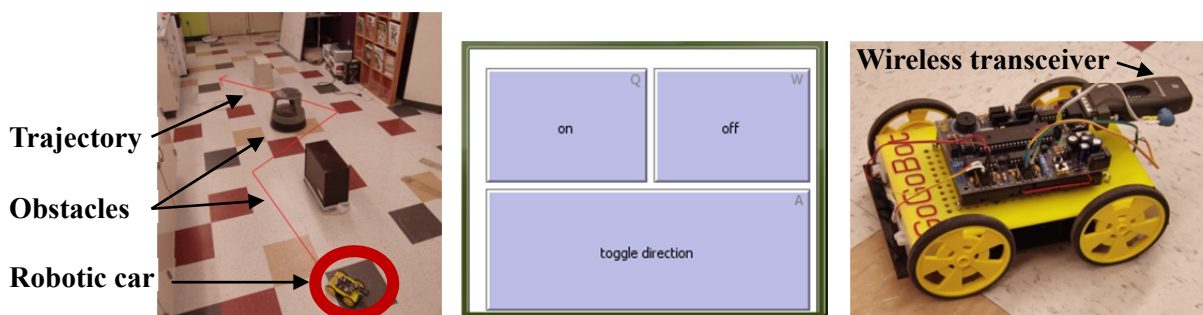 Trajectory
Obstacles
Robotic car
Q
on
W
off
A
toggle direction
Wireless transceiver
GoGoBot